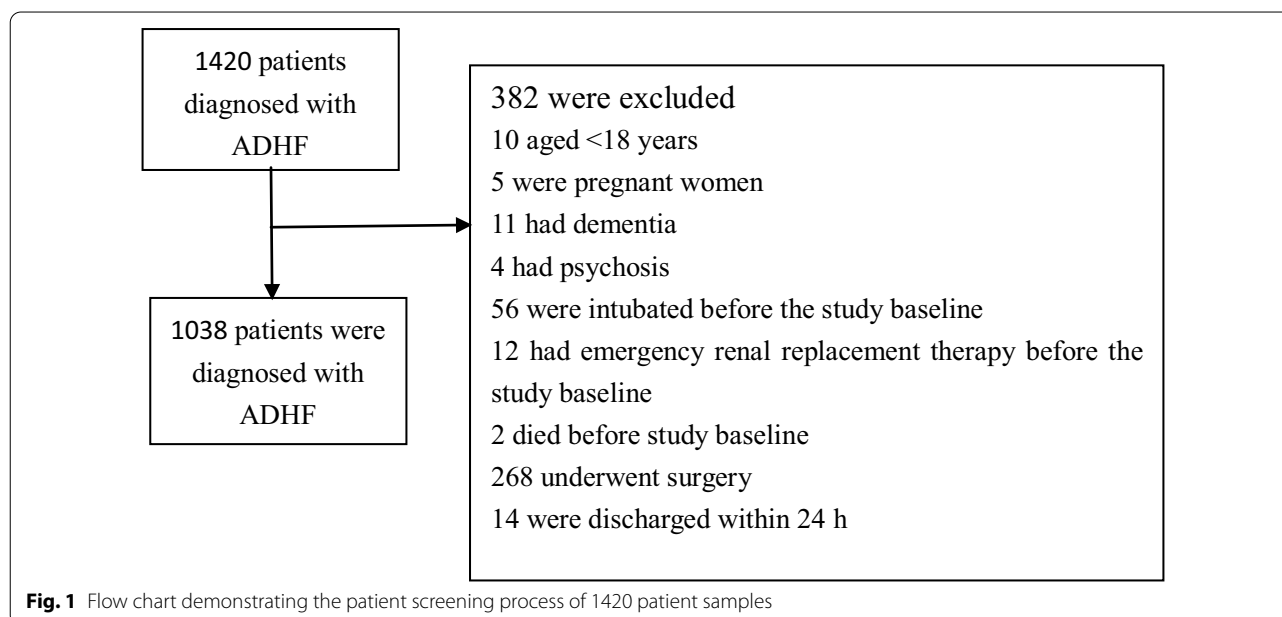 1420 patients
diagnosed with
ADHF
382 were excluded
10 aged <18 years
5 were pregnant women
11 had dementia
4 had psychosis
56 were intubated before the study baseline
12 had emergency renal replacement therapy before the
study baseline
2 died before study baseline
268 underwent surgery
14 were discharged within 24 h
1038 patients were
diagnosed with
ADHF
Fig. 1 Flow chart demonstrating the patient screening process of 1420 patient samples